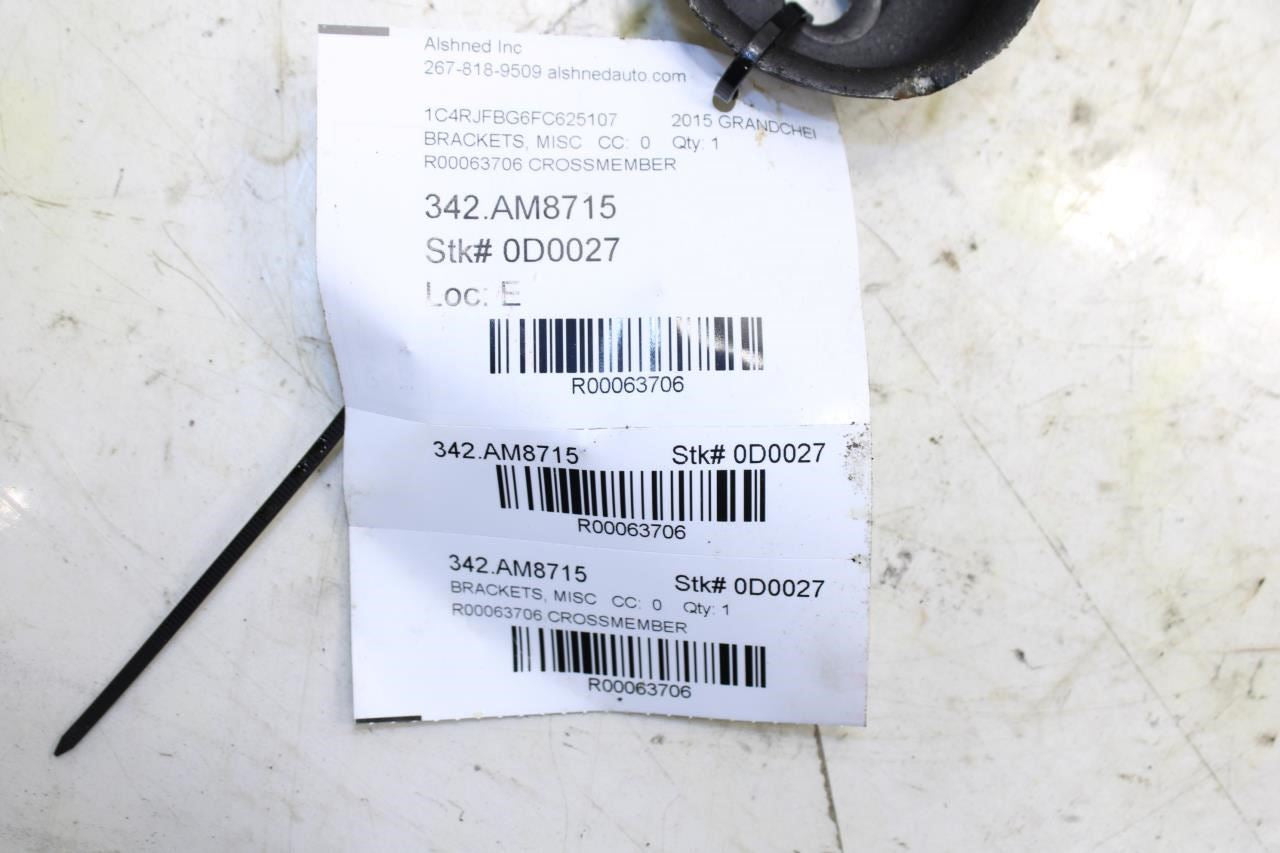 Alshned Inc
267-818-9509 alshnedauto.com
1C4RJFBG6FC625107 2015 GRANDCHEI
BRACKETS, MISC CC: 0 Qty: 1
R00063706 CROSSMEMBER
342.AM8715
Stk# 0D0027
Loc: E
R00063706
342.AM8715 Stk# 0D0027
R00063706
342.AM8715 Stk# 0D0027
BRACKETS, MISC CC: 0 Qty: 1
R00063706 CROSSMEMBER
R00063706